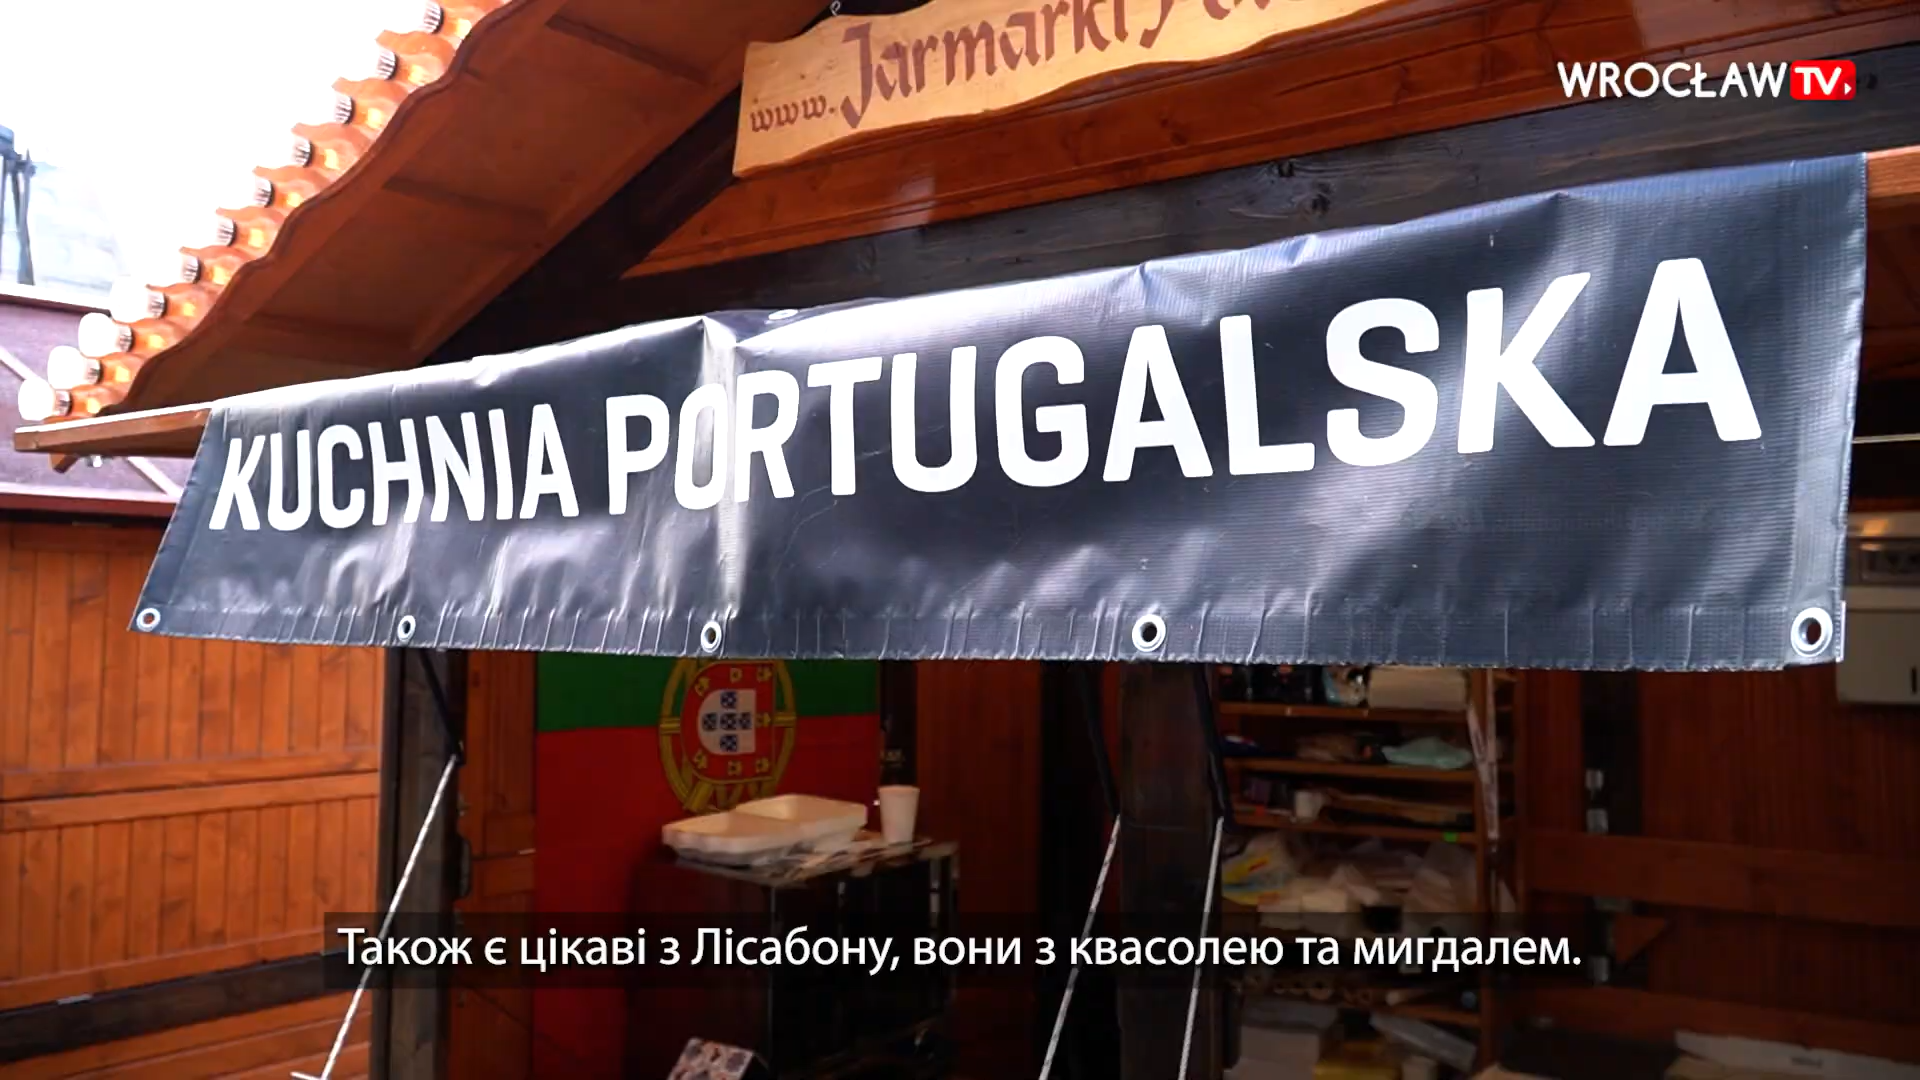 www.Jarmarki
WROCŁAW TV
KUCHNIA PORTUGALSKA
Також є цікаві з Лісабону, вони з квасолею та мигдалем.